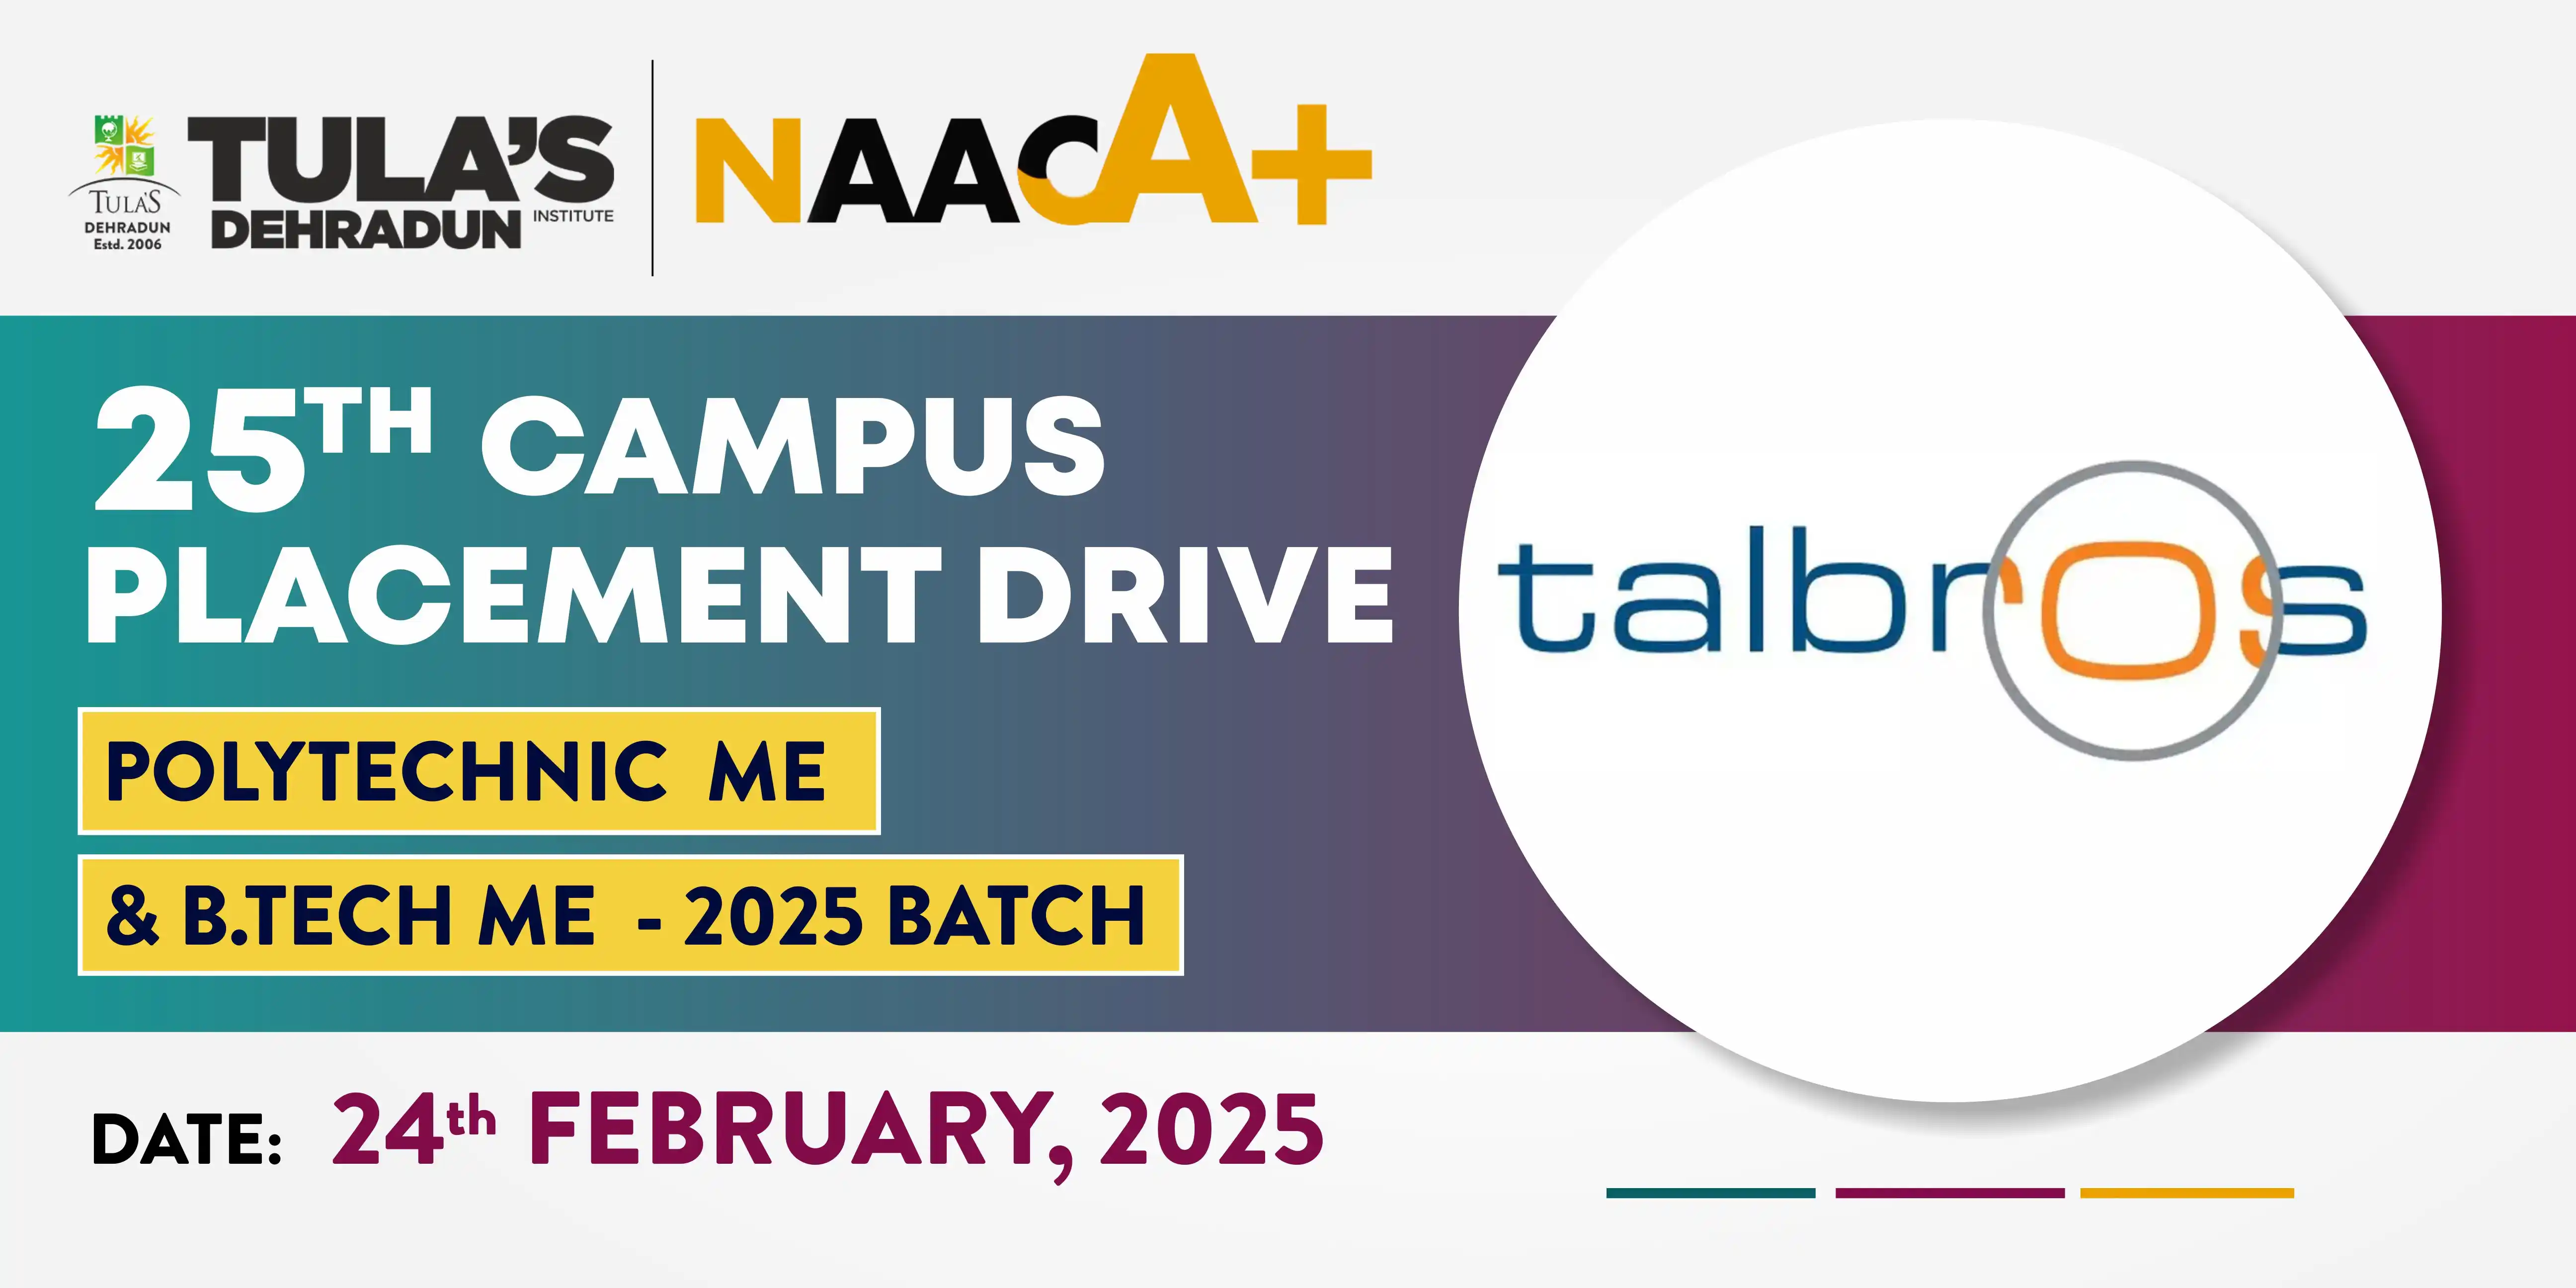 TULA'S
DEHRADUN
Estd. 2006
TULA'S
DEHRADUN INSTITUTE
NAAC A+
25TH CAMPUS
PLACEMENT DRIVE
POLYTECHNIC ME
& B.TECH ME - 2025 BATCH
DATE: 24th FEBRUARY, 2025
talbros